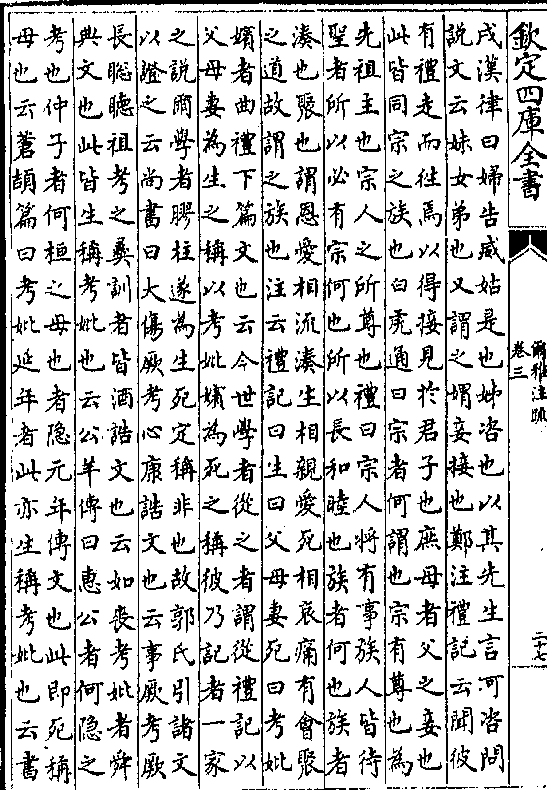 欽定四庫全書
爾雅注疏
卷三
二十七
戌漢律曰婦告威姑是也姊咨也以其先生言可咨問
說文云妹女弟也又謂之媦妾接也鄭注禮記云聞彼
有禮走而往焉以得接見於君子也庶母者父之妾也
此皆同宗之族也白虎通曰宗者何謂也宗有尊也為
先祖主也宗人之所尊也禮曰宗人將有事族人皆待
聖者所以必有宗何也所以長和睦也族者何也族者
湊也聚也謂恩愛相流湊生相親愛死相哀痛有會聚
之道故謂之族也注云禮記曰生曰父母妻死曰考妣
嬪者曲禮下篇文也云今世學者從之者謂從禮記以
父母妻為生之稱以考妣嬪為死之稱彼乃記者一家
之說爾學者膠柱遂為生死定稱非也故郭氏引諸文
以證之云尚書曰大傷厥考心康誥文也云事厥考厥
長聡聽祖考之彝訓者皆酒誥文也云如喪考妣者舜
典文也此皆生稱考妣也云公羊傳曰惠公者何隠之
考也仲子者何桓之母也者隠元年傳文也此即死稱
母也云蒼頡篇曰考妣延年者此亦生稱考妣也云書